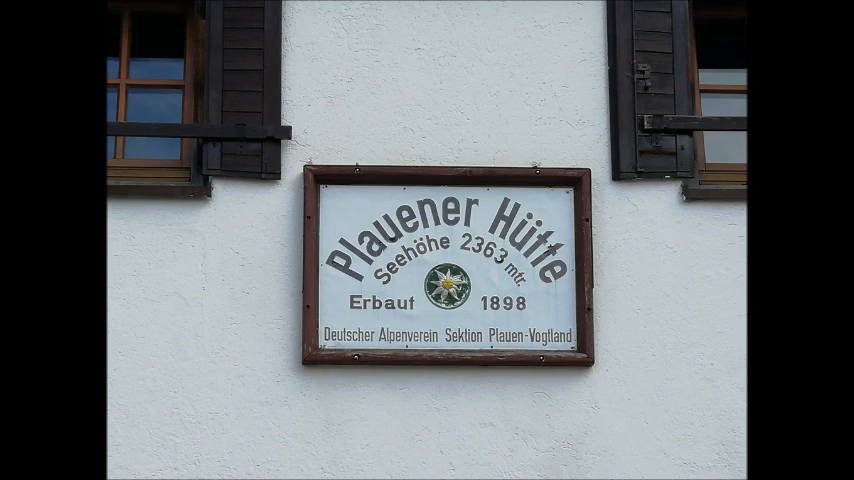 Plauener Hütte
Seehöhe 2363 mtr.
Erbaut 1898
Deutscher Alpenverein Sektion Plauen-Vogtland